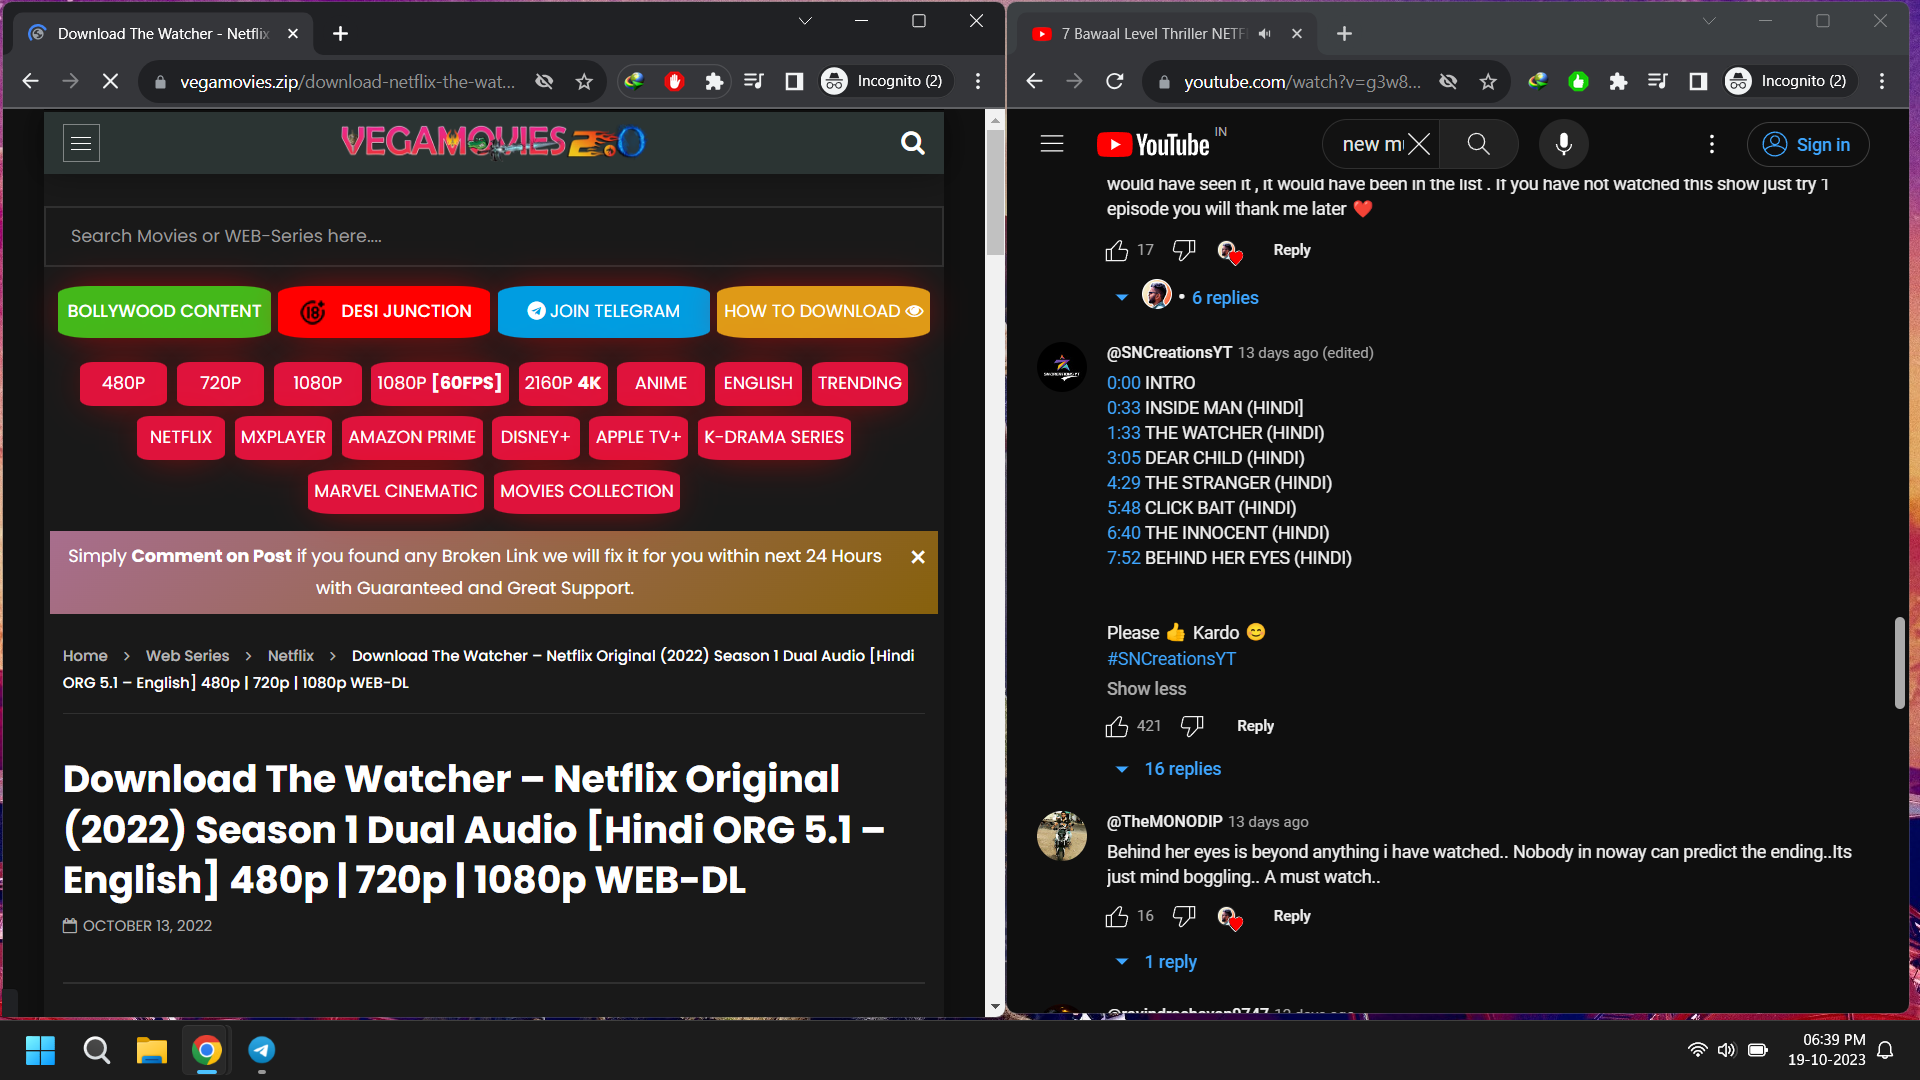 Download The Watcher - Netflix
vegamovies.zip/download-netflix-the-wat...
Incognito (2)
VEGAMOVIES 2.0
Search Movies or WEB-Series here....
BOLLYWOOD CONTENT
18+ DESI JUNCTION
JOIN TELEGRAM
HOW TO DOWNLOAD
480P
720P
1080P
1080P [60FPS]
2160P 4K
ANIME
ENGLISH
TRENDING
NETFLIX
MXPLAYER
AMAZON PRIME
DISNEY+
APPLE TV+
K-DRAMA SERIES
MARVEL CINEMATIC
MOVIES COLLECTION
Simply Comment on Post if you found any Broken Link we will fix it for you within next 24 Hours
with Guaranteed and Great Support.
Home > Web Series > Netflix > Download The Watcher – Netflix Original (2022) Season 1 Dual Audio [Hindi
ORG 5.1 – English] 480p | 720p | 1080p WEB-DL
Download The Watcher – Netflix Original
(2022) Season 1 Dual Audio [Hindi ORG 5.1 –
English] 480p | 720p | 1080p WEB-DL
OCTOBER 13, 2022
7 Bawaal Level Thriller NETF
youtube.com/watch?v=g3w8...
Incognito (2)
YouTube IN
new m
Sign in
would have seen it , it would have been in the list . If you have not watched this show just try 1
episode you will thank me later ❤️
17
Reply
• 6 replies
@SNCreationsYT 13 days ago (edited)
0:00 INTRO
0:33 INSIDE MAN (HINDI]
1:33 THE WATCHER (HINDI)
3:05 DEAR CHILD (HINDI)
4:29 THE STRANGER (HINDI)
5:48 CLICK BAIT (HINDI)
6:40 THE INNOCENT (HINDI)
7:52 BEHIND HER EYES (HINDI)
Please 👍 Kardo 😊
#SNCreationsYT
Show less
421
Reply
16 replies
@TheMONODIP 13 days ago
Behind her eyes is beyond anything i have watched.. Nobody in noway can predict the ending..Its
just mind boggling.. A must watch..
16
Reply
1 reply
06:39 PM
19-10-2023